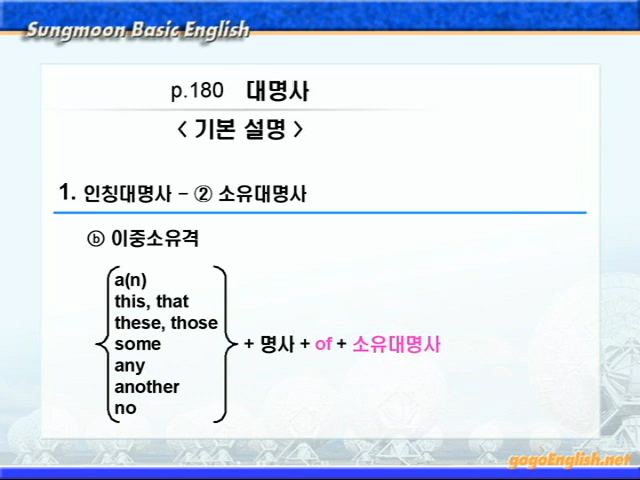 Sungmoon Basic English
p.180 대명사
< 기본 설명 >
1. 인칭대명사 - ② 소유대명사
ⓑ 이중소유격
a(n)
this, that
these, those
some
any
another
no
+ 명사 + of + 소유대명사
gogoEnglish.net